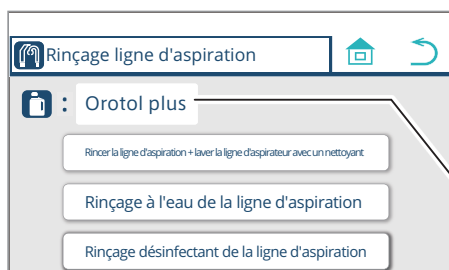 Rinçage ligne d'aspiration
: Orotol plus
Rincer la ligne d'aspiration + laver la ligne d'aspirateur avec un nettoyant
Rinçage à l'eau de la ligne d'aspiration
Rinçage désinfectant de la ligne d'aspiration